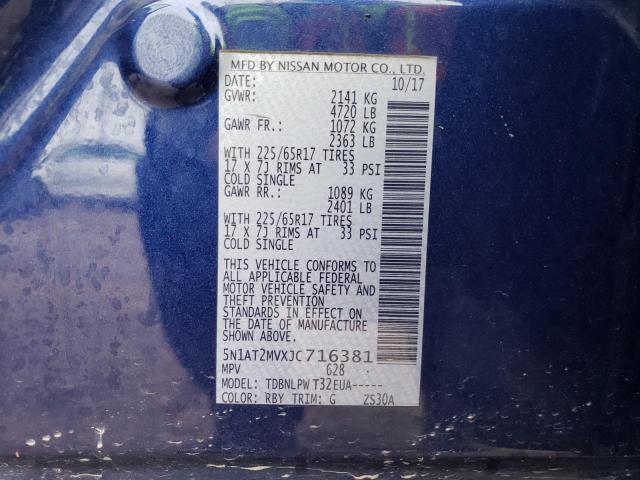 MFD BY NISSAN MOTOR CO., LTD.
DATE: 10/17
GVWR: 2141 KG
4720 LB
GAWR FR.: 1072 KG
2363 LB
WITH 225/65R17 TIRES
17 X 7J RIMS AT 33 PSI
COLD SINGLE
GAWR RR.: 1089 KG
2401 LB
WITH 225/65R17 TIRES
17 X 7J RIMS AT 33 PSI
COLD SINGLE
THIS VEHICLE CONFORMS TO
ALL APPLICABLE FEDERAL
MOTOR VEHICLE SAFETY AND
THEFT PREVENTION
STANDARDS IN EFFECT ON
THE DATE OF MANUFACTURE
SHOWN ABOVE.
5N1AT2MVXJC716381
MPV 628
MODEL: TDBNLPW T32EUA-----
COLOR: RBY TRIM: G ZS30A